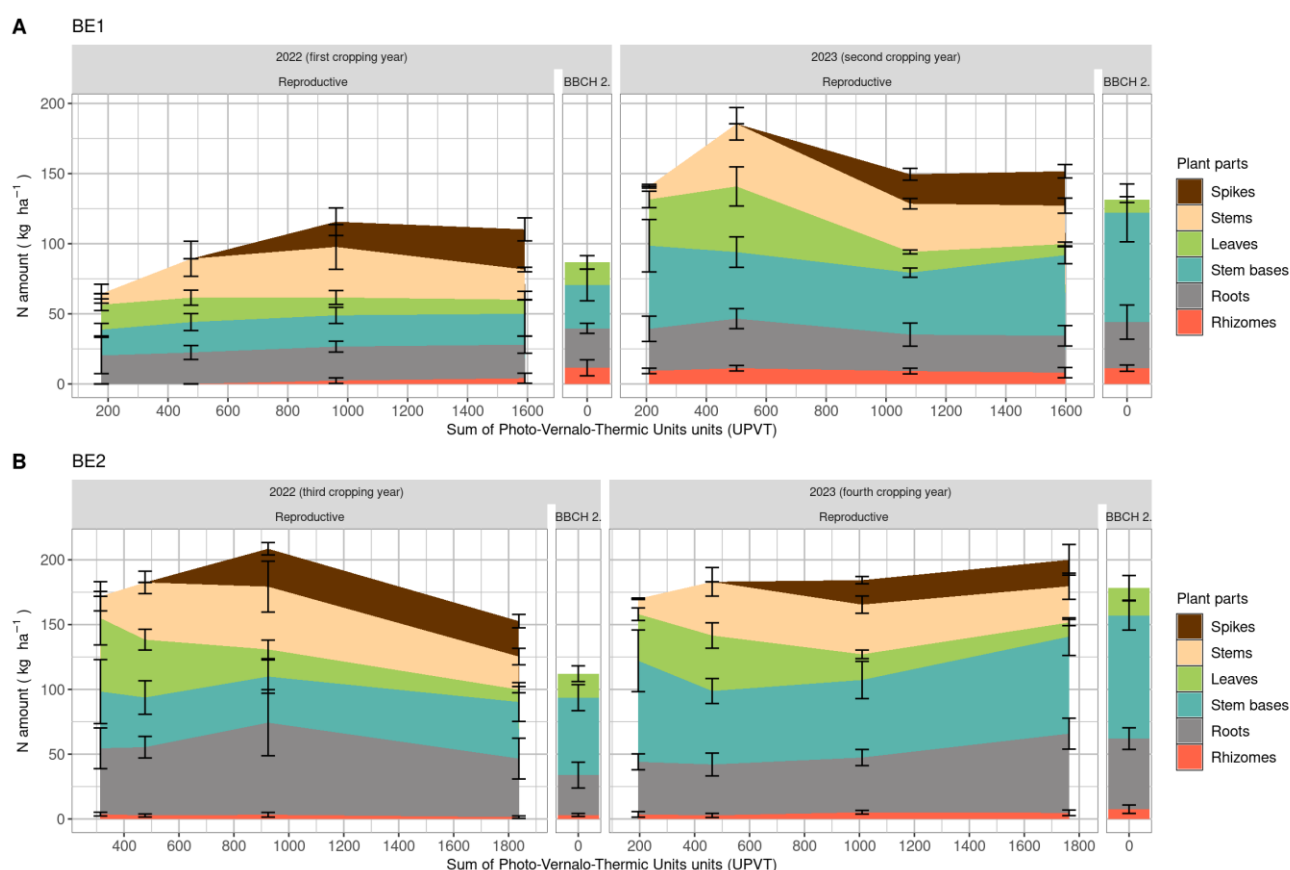 A
BE1
2022 (first cropping year)
2023 (second cropping year)
Reproductive
BBCH 2.
Reproductive
BBCH 2.
N amount ( kg ha⁻¹ )
200
150
100
50
0
200 400 600 800 1000 1200 1400 1600
0
200 400 600 800 1000 1200 1400 1600
0
Sum of Photo-Vernalo-Thermic Units units (UPVT)
Plant parts
Spikes
Stems
Leaves
Stem bases
Roots
Rhizomes
B
BE2
2022 (third cropping year)
2023 (fourth cropping year)
Reproductive
BBCH 2.
Reproductive
BBCH 2.
N amount ( kg ha⁻¹ )
200
150
100
50
0
400 600 800 1000 1200 1400 1600 1800
0
200 400 600 800 1000 1200 1400 1600 1800
0
Sum of Photo-Vernalo-Thermic Units units (UPVT)
Plant parts
Spikes
Stems
Leaves
Stem bases
Roots
Rhizomes